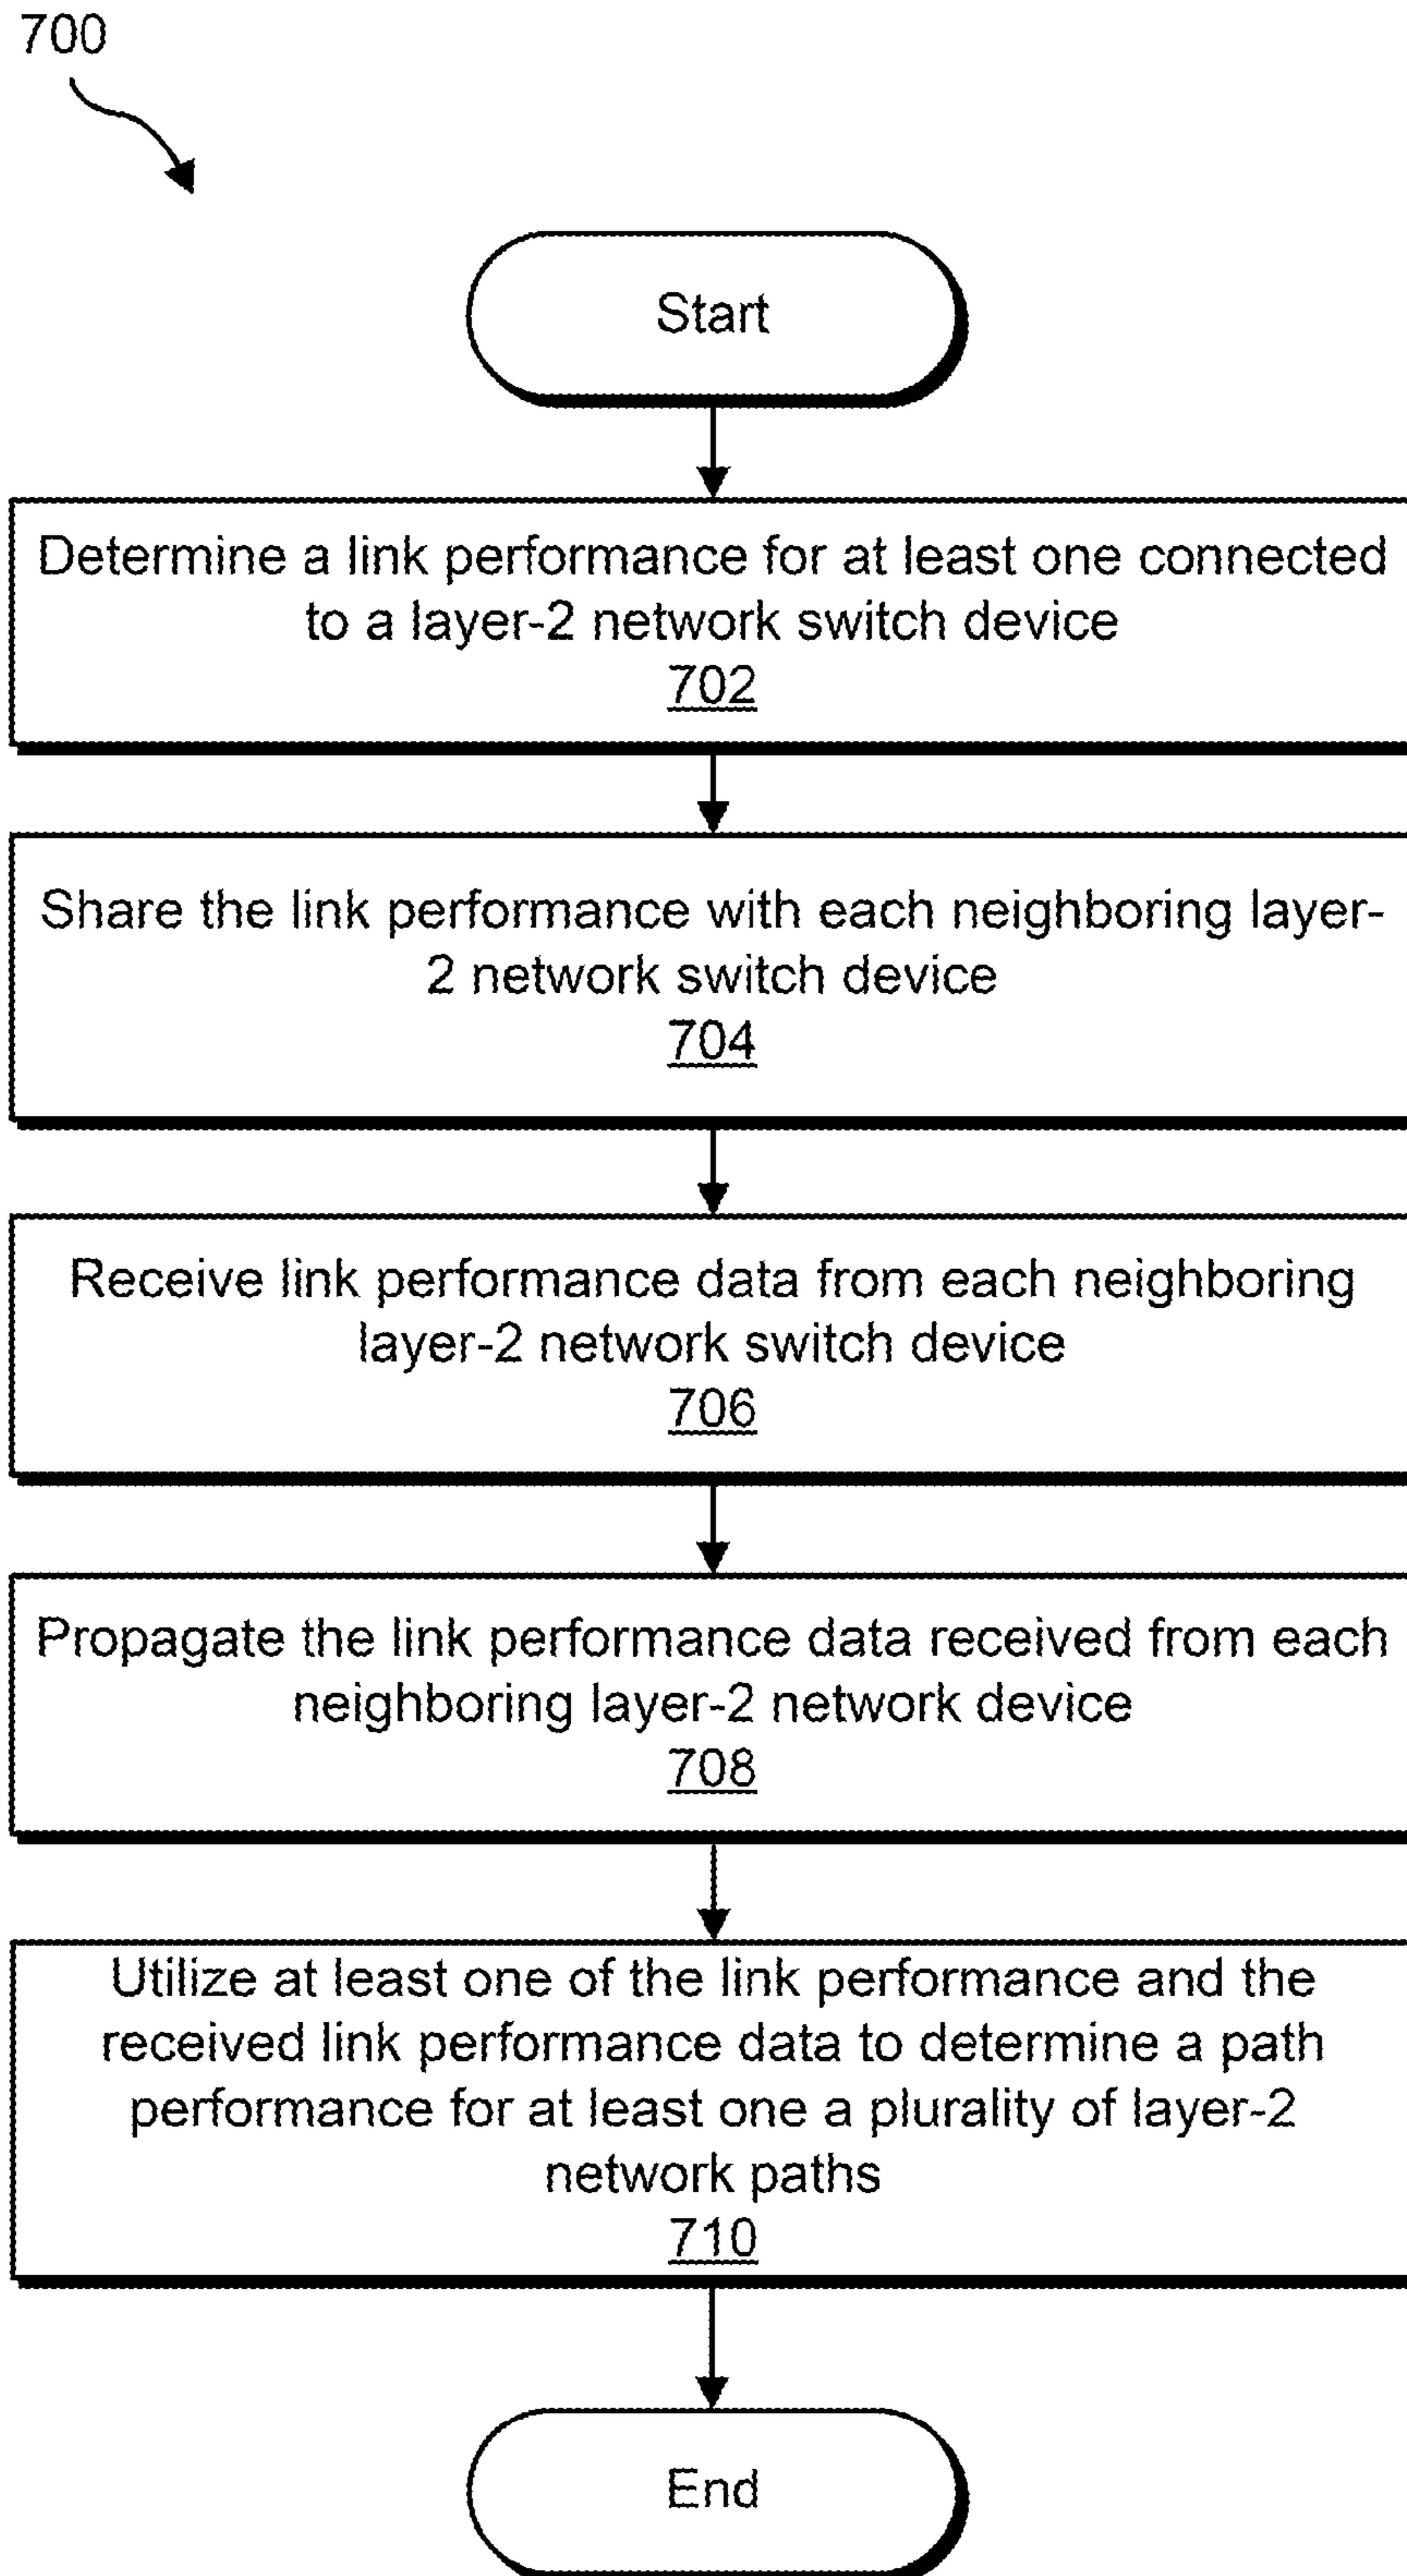 700
Start
Determine a link performance for at least one connected
to a layer-2 network switch device
702
Share the link performance with each neighboring layer-
2 network switch device
704
Receive link performance data from each neighboring
layer-2 network switch device
706
Propagate the link performance data received from each
neighboring layer-2 network device
708
Utilize at least one of the link performance and the
received link performance data to determine a path
performance for at least one a plurality of layer-2
network paths
710
End